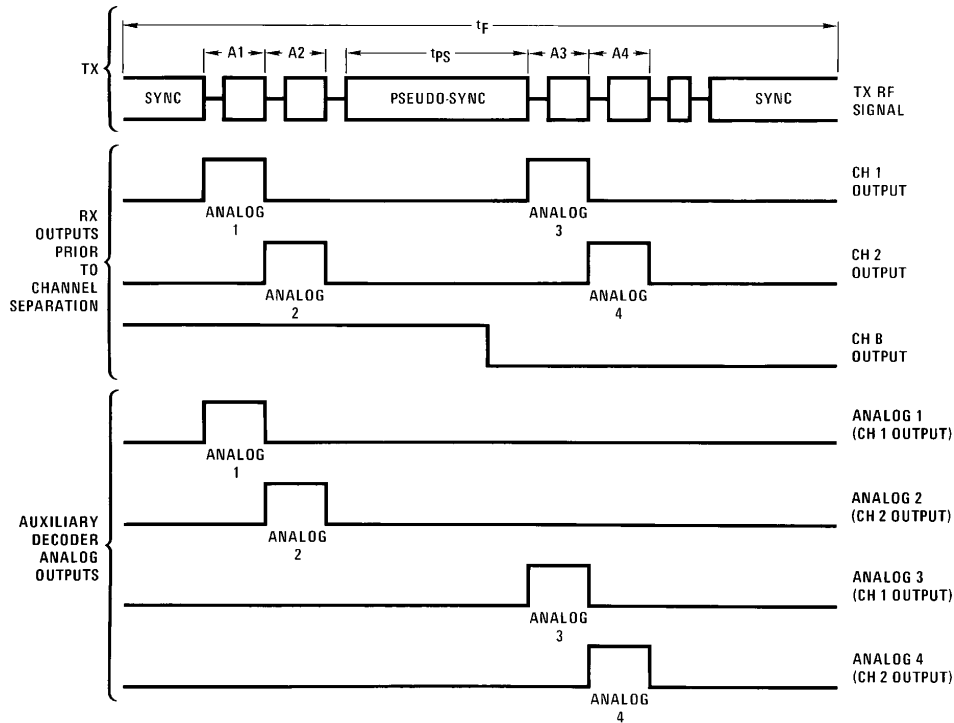 tF
A1
A2
tPS
A3
A4
TX
SYNC
PSEUDO-SYNC
SYNC
TX RF
SIGNAL
RX
OUTPUTS
PRIOR
TO
CHANNEL
SEPARATION
CH 1
OUTPUT
ANALOG
1
ANALOG
3
CH 2
OUTPUT
ANALOG
2
ANALOG
4
CH B
OUTPUT
AUXILIARY
DECODER
ANALOG
OUTPUTS
ANALOG 1
(CH 1 OUTPUT)
ANALOG
1
ANALOG 2
(CH 2 OUTPUT)
ANALOG
2
ANALOG 3
(CH 1 OUTPUT)
ANALOG
3
ANALOG 4
(CH 2 OUTPUT)
ANALOG
4